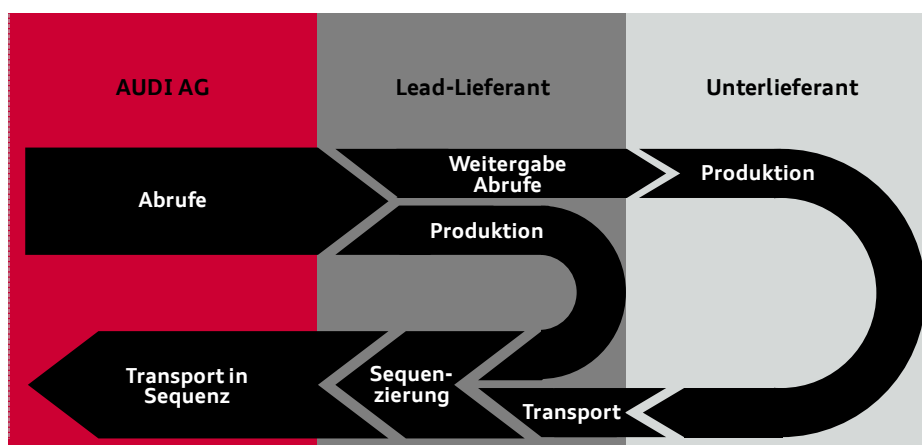 AUDI AG
Lead-Lieferant
Unterlieferant
Weitergabe
Abrufe
Produktion
Abrufe
Produktion
Transport in
Sequenz
Sequen-
zierung
Transport